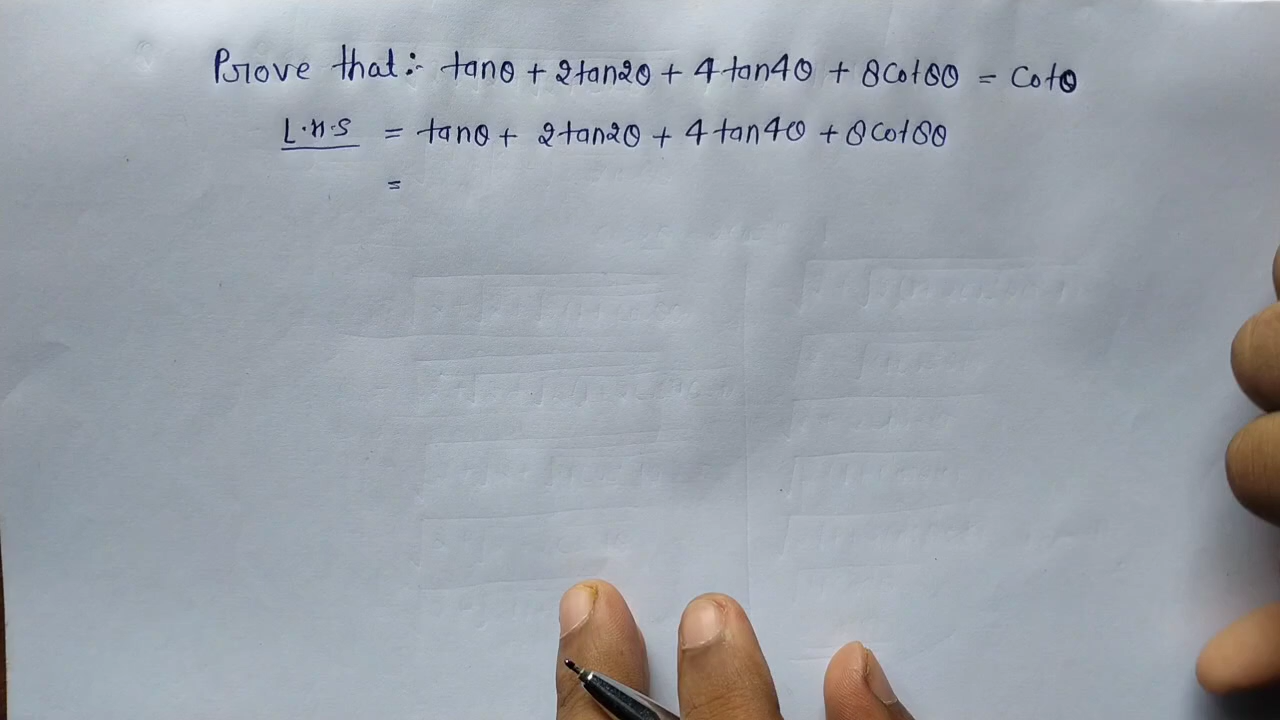 Prove that :- tanθ + 2tan2θ + 4tan4θ + 8cot8θ = cotθ
L.H.S = tanθ + 2tan2θ + 4tan4θ + 8cot8θ
=